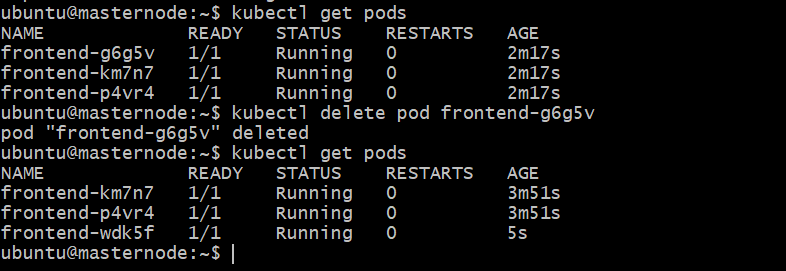 ubuntu@masternode:~$ kubectl get pods
NAME             READY   STATUS    RESTARTS   AGE
frontend-g6g5v   1/1     Running   0          2m17s
frontend-km7n7   1/1     Running   0          2m17s
frontend-p4vr4   1/1     Running   0          2m17s
ubuntu@masternode:~$ kubectl delete pod frontend-g6g5v
pod "frontend-g6g5v" deleted
ubuntu@masternode:~$ kubectl get pods
NAME             READY   STATUS    RESTARTS   AGE
frontend-km7n7   1/1     Running   0          3m51s
frontend-p4vr4   1/1     Running   0          3m51s
frontend-wdk5f   1/1     Running   0          5s
ubuntu@masternode:~$